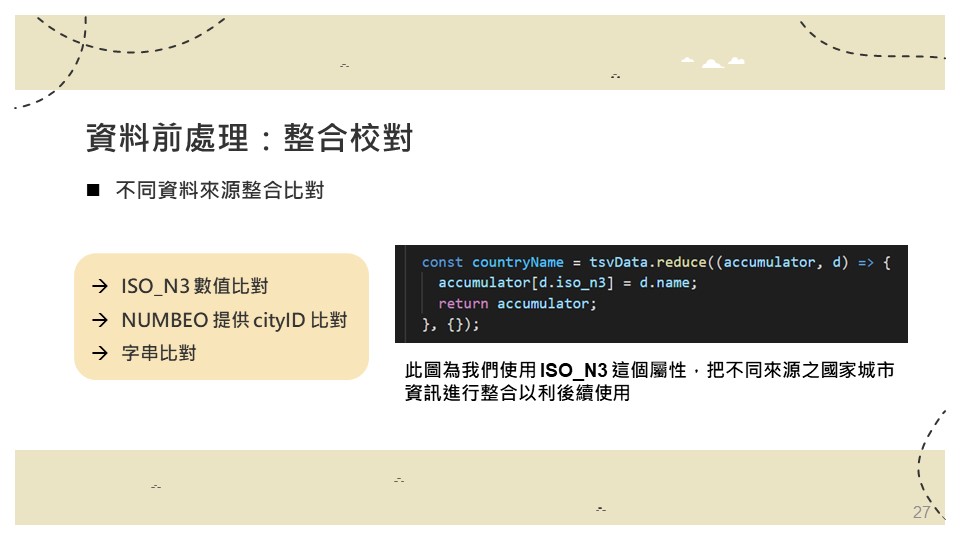 資料前處理：整合校對
■ 不同資料來源整合比對
→ ISO_N3 數值比對
→ NUMBEO 提供 cityID 比對
→ 字串比對
const countryName = tsvData.reduce((accumulator, d) => {
accumulator[d.iso_n3] = d.name;
return accumulator;
}, {});
此圖為我們使用 ISO_N3 這個屬性，把不同來源之國家城市
資訊進行整合以利後續使用
27